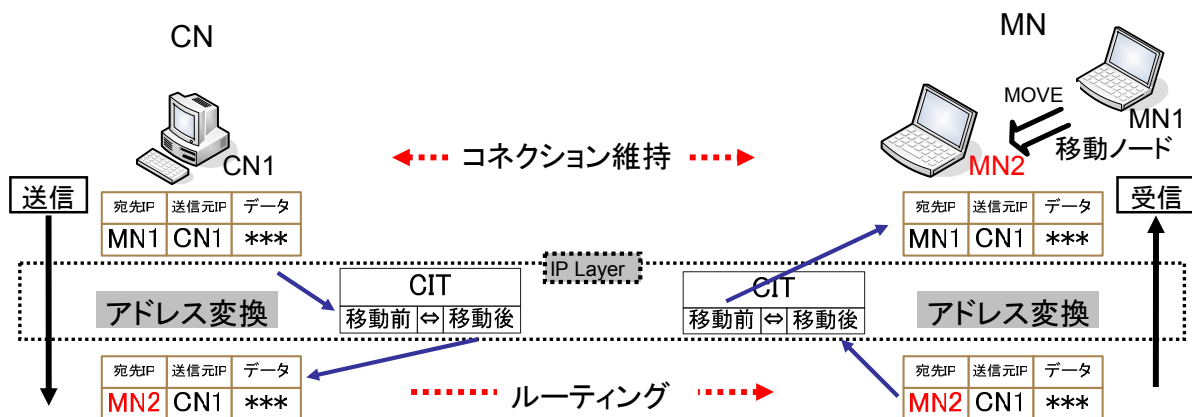 CN
MN
MOVE
MN1
移動ノード
CN1
コネクション維持
MN2
送信
受信
宛先IP 送信元IP データ
MN1 CN1 ***
宛先IP 送信元IP データ
MN1 CN1 ***
IP Layer
アドレス変換
CIT
移動前 ⇔ 移動後
CIT
移動前 ⇔ 移動後
アドレス変換
宛先IP 送信元IP データ
MN2 CN1 ***
ルーティング
宛先IP 送信元IP データ
MN2 CN1 ***